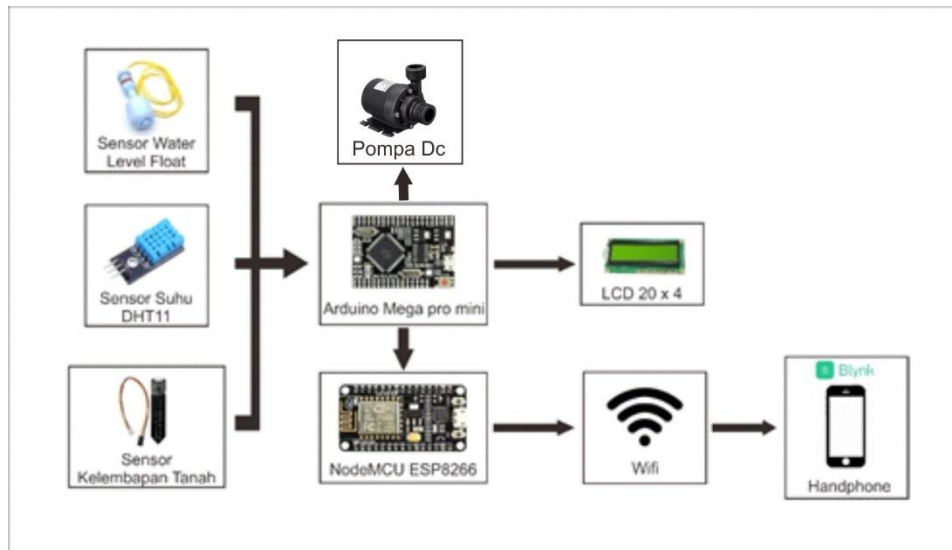 Sensor Water
Level Float
Pompa Dc
Sensor Suhu
DHT11
Arduino Mega pro mini
LCD 20 x 4
Sensor
Kelembapan Tanah
NodeMCU ESP8266
Wifi
Blynk
Handphone